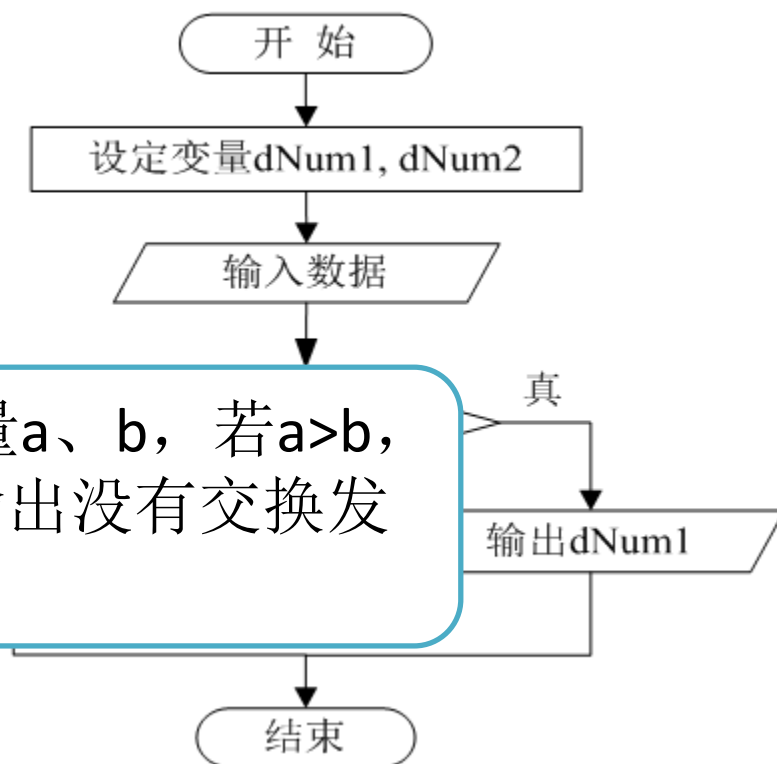 开 始
设定变量dNum1, dNum2
输入数据
真
量a、b, 若a>b,
出没有交换发
输出dNum1
结束